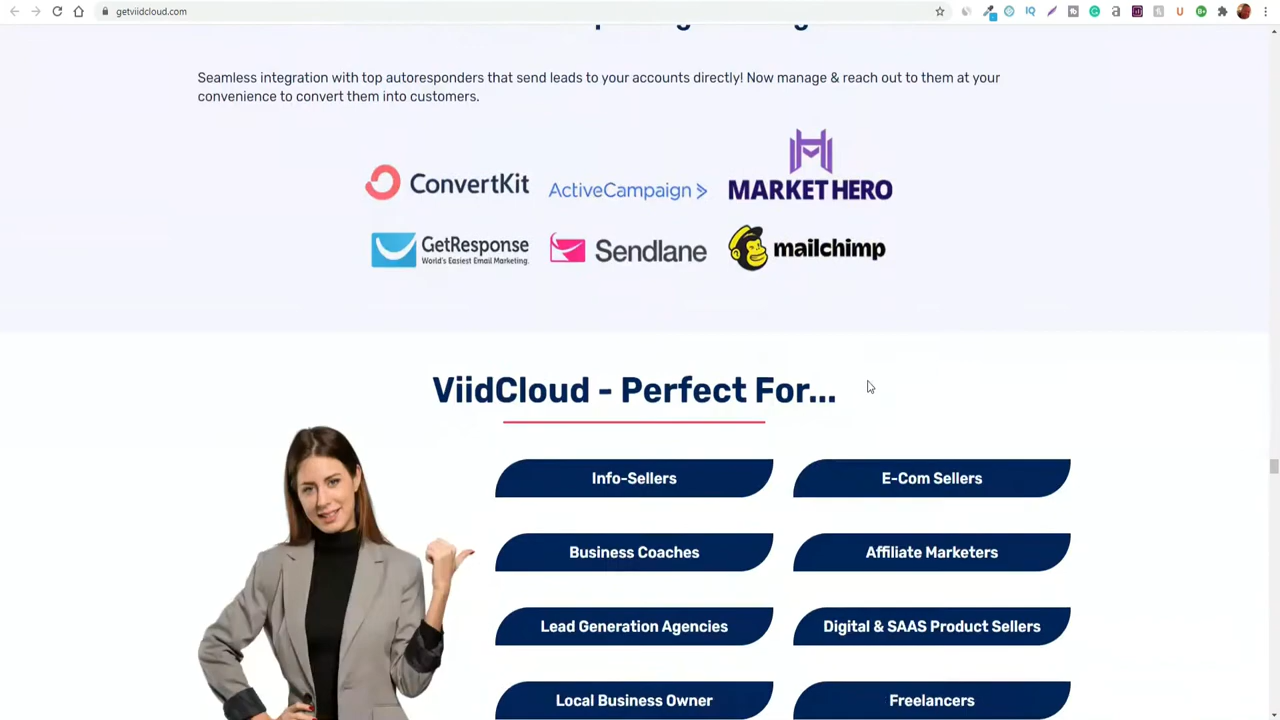 getviidcloud.com
Seamless integration with top autoresponders that send leads to your accounts directly! Now manage & reach out to them at your
convenience to convert them into customers.
ConvertKit
ActiveCampaign >
MARKET HERO
GetResponse
World's Easiest Email Marketing.
Sendlane
mailchimp
ViidCloud - Perfect For...
Info-Sellers
E-Com Sellers
Business Coaches
Affiliate Marketers
Lead Generation Agencies
Digital & SAAS Product Sellers
Local Business Owner
Freelancers